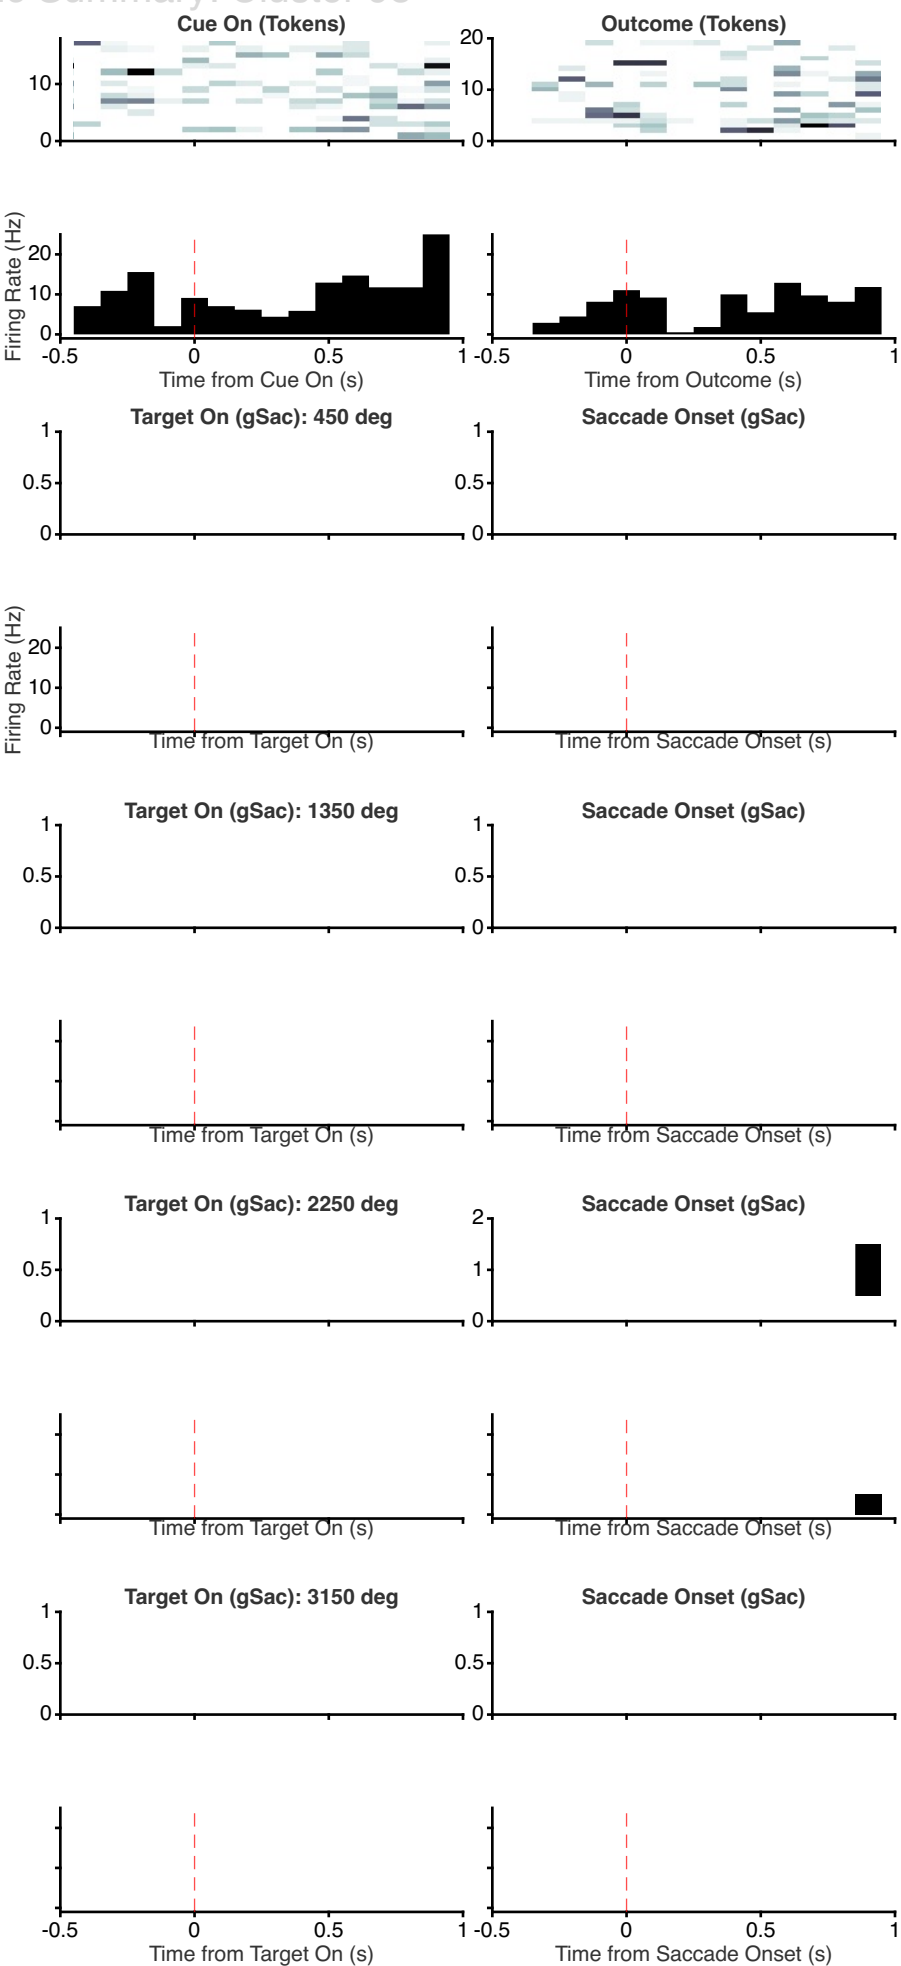 Summary: Cluster
Cue On (Tokens)
Outcome (Tokens)
10
0
20
10
0
Firing Rate (Hz)
20
10
0
-0.5
0
0.5
1
-0.5
0
0.5
1
Time from Cue On (s)
Time from Outcome (s)
Target On (gSac): 450 deg
Saccade Onset (gSac)
1
0.5
0
1
0.5
0
Firing Rate (Hz)
20
10
0
Time from Target On (s)
Time from Saccade Onset (s)
Target On (gSac): 1350 deg
Saccade Onset (gSac)
1
0.5
0
1
0.5
0
Time from Target On (s)
Time from Saccade Onset (s)
Target On (gSac): 2250 deg
Saccade Onset (gSac)
1
0.5
0
2
1
0
Time from Target On (s)
Time from Saccade Onset (s)
Target On (gSac): 3150 deg
Saccade Onset (gSac)
1
0.5
0
1
0.5
0
-0.5
0
0.5
1
-0.5
0
0.5
1
Time from Target On (s)
Time from Saccade Onset (s)